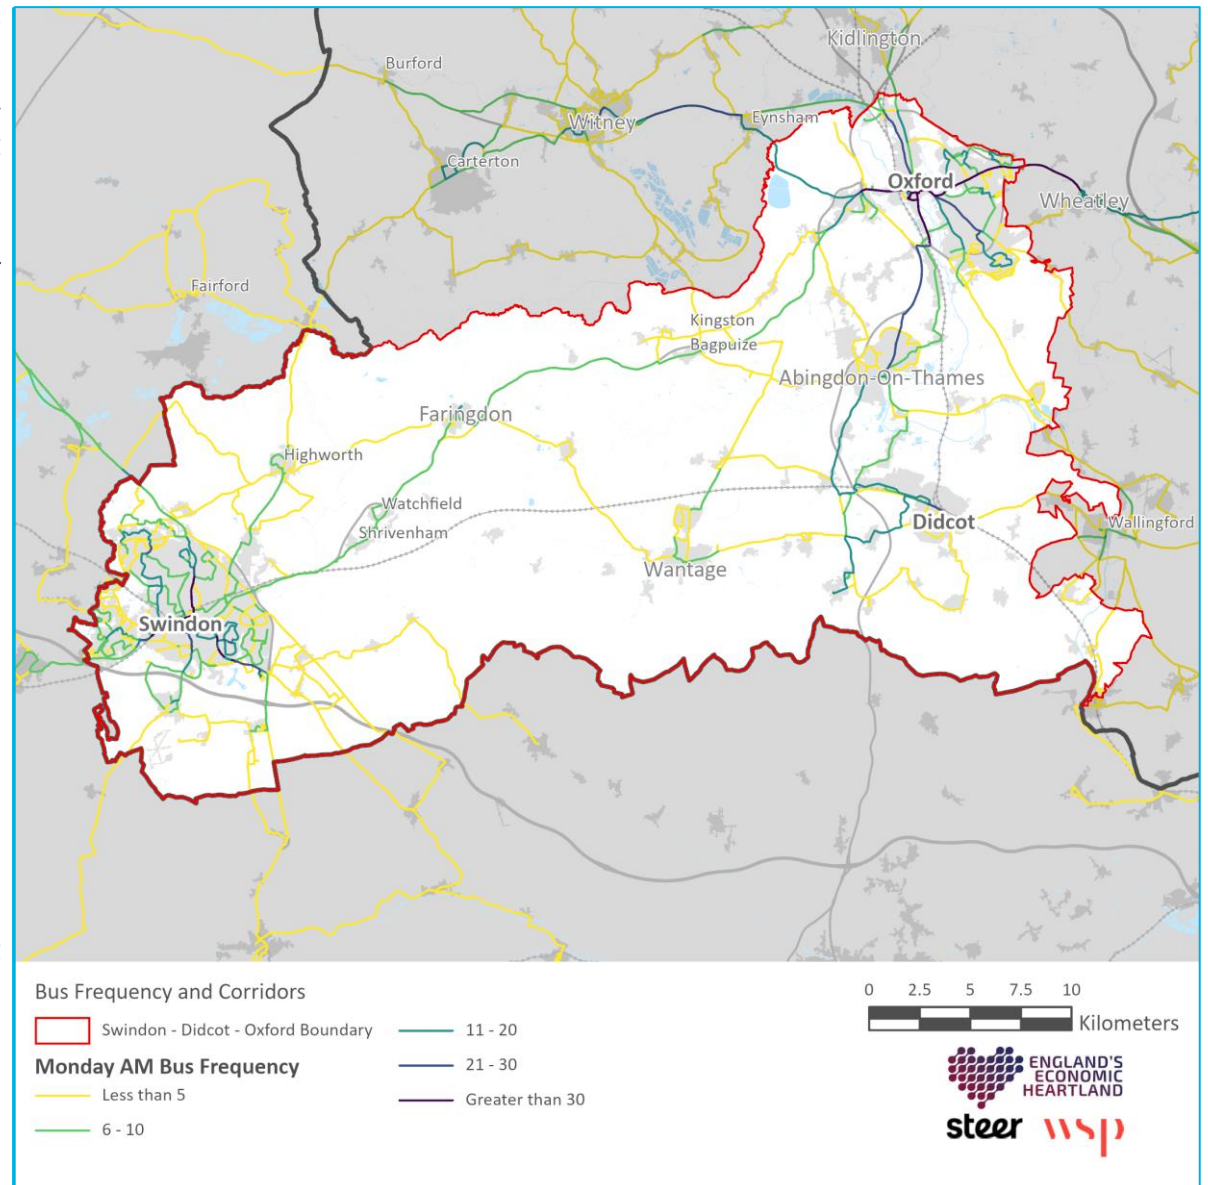 Kidlington
Burford
Witney
Eynsham
Carterton
Oxford
Wheatley
Fairford
Kingston
Bagpuize
Abingdon-On-Thames
Faringdon
Highworth
Watchfield
Shrivenham
Didcot
Wallingford
Wantage
Swindon
Bus Frequency and Corridors
Swindon - Didcot - Oxford Boundary
Monday AM Bus Frequency
Less than 5
6 - 10
11 - 20
21 - 30
Greater than 30
0 2.5 5 7.5 10
Kilometers
ENGLAND'S
ECONOMIC
HEARTLAND
steer wsp